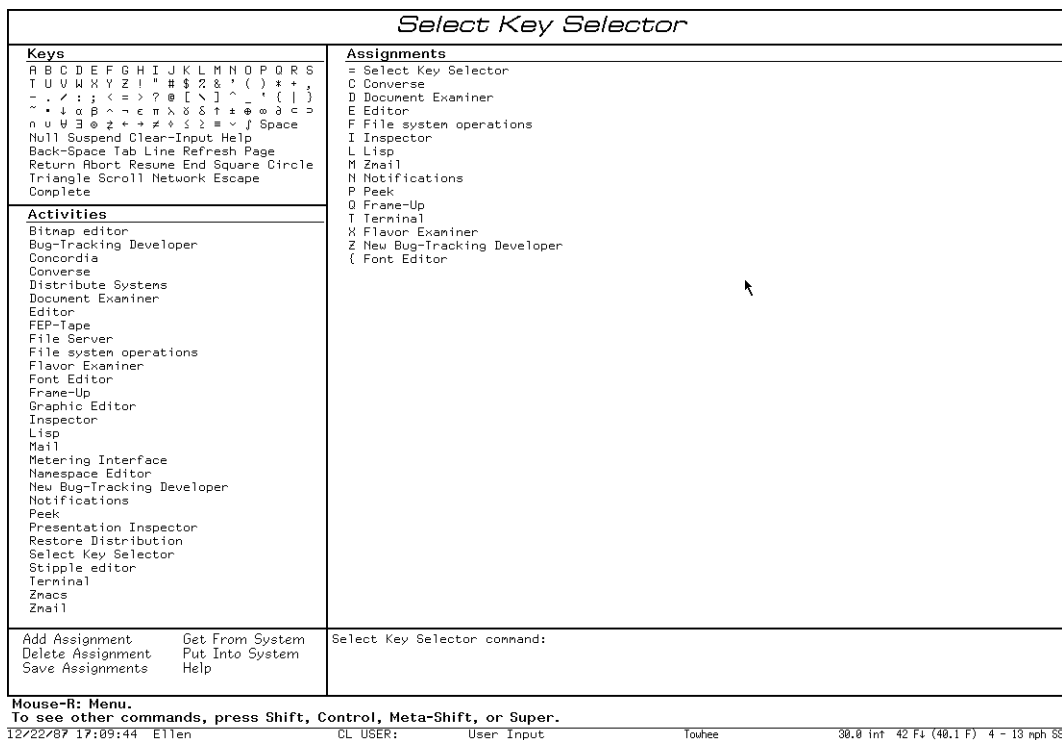 Select Key Selector
Keys
A B C D E F G H I J K L M N O P Q R S
T U V W X Y Z ! " # $ % & ' ( ) * + ,
- . / : ; < = > ? @ [ \ ] ^ _ ` { | }
~ · ↓ α β ^ ¬ ε π λ ɣ δ ↑ ± ⊕ ∞ ∂ ⊂ ⊃
∩ ∪ ∀ ∃ ⊗ ⇄ ← → ≠ ◊ ≤ ≥ ≡ ∨ ∫ Space
Null Suspend Clear-Input Help
Back-Space Tab Line Refresh Page
Return Abort Resume End Square Circle
Triangle Scroll Network Escape
Complete
Activities
Bitmap editor
Bug-Tracking Developer
Concordia
Converse
Distribute Systems
Document Examiner
Editor
FEP-Tape
File Server
File system operations
Flavor Examiner
Font Editor
Frame-Up
Graphic Editor
Inspector
Lisp
Mail
Metering Interface
Namespace Editor
New Bug-Tracking Developer
Notifications
Peek
Presentation Inspector
Restore Distribution
Select Key Selector
Stipple editor
Terminal
Zmacs
Zmail
Assignments
= Select Key Selector
C Converse
D Document Examiner
E Editor
F File system operations
I Inspector
L Lisp
M Zmail
N Notifications
P Peek
Q Frame-Up
T Terminal
X Flavor Examiner
Z New Bug-Tracking Developer
{ Font Editor
Add Assignment Get From System
Delete Assignment Put Into System
Save Assignments Help
Select Key Selector command:
Mouse-R: Menu.
To see other commands, press Shift, Control, Meta-Shift, or Super.
12/22/87 17:09:44 Ellen CL USER: User Input Towhee 30.0 int 42 F↓ (40.1 F) 4 - 13 mph